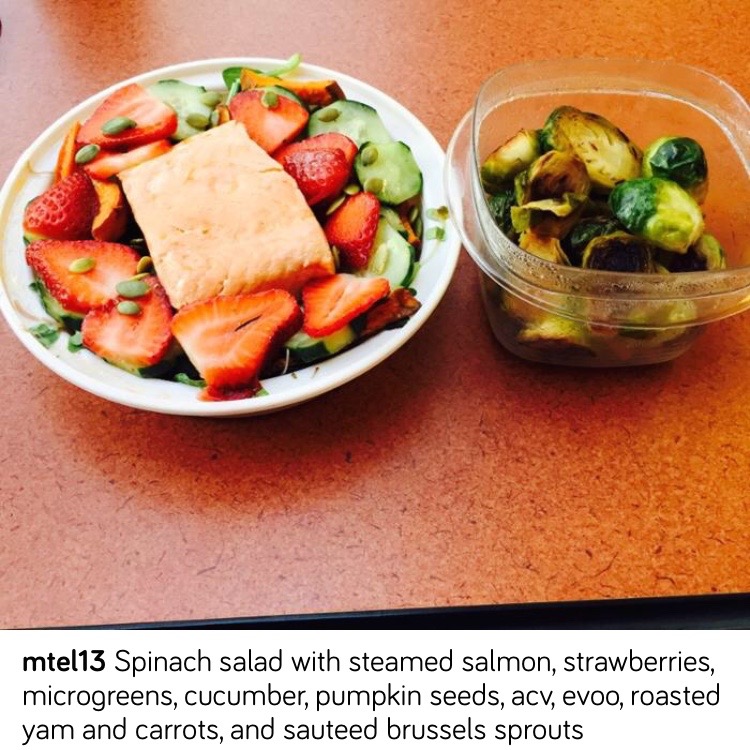 mtel13 Spinach salad with steamed salmon, strawberries,
microgreens, cucumber, pumpkin seeds, acv, evoo, roasted
yam and carrots, and sauteed brussels sprouts